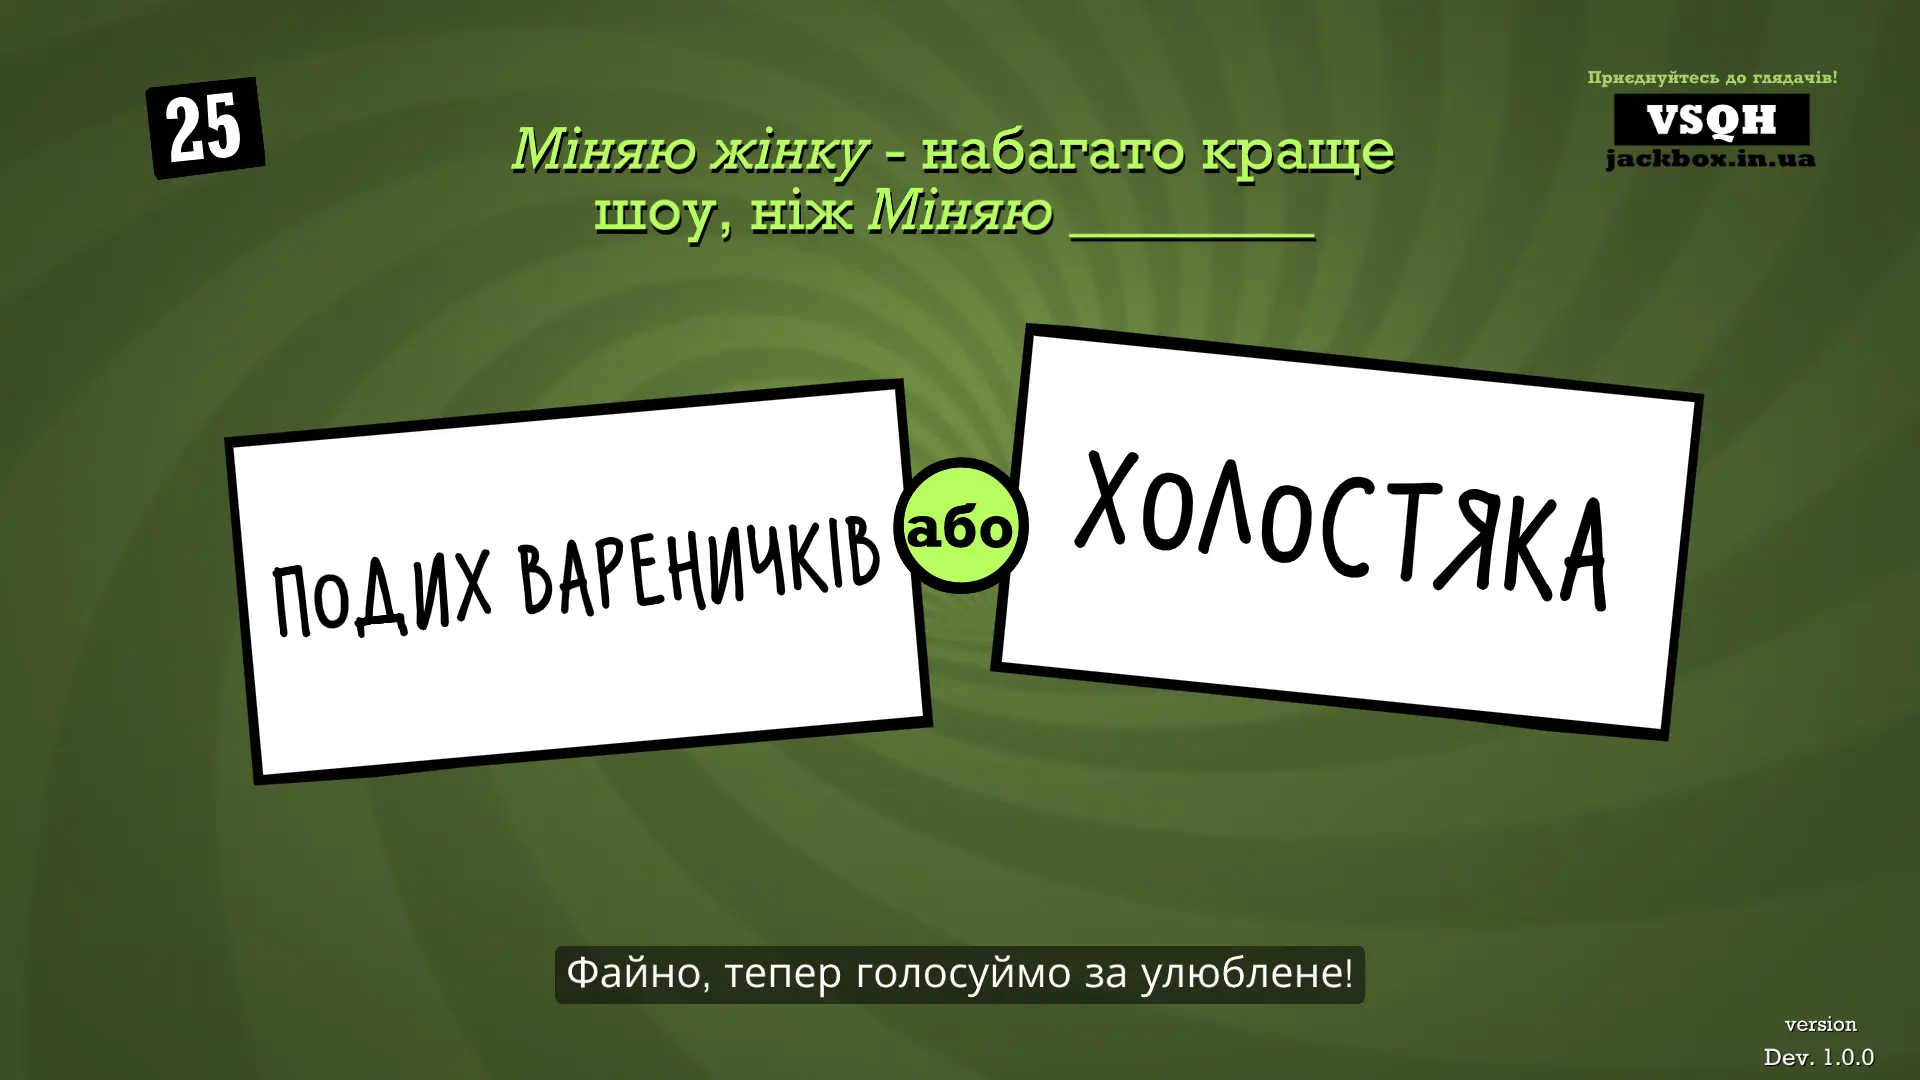 25
Приєднуйтесь до глядачів!
VSQH
jackbox.in.ua
Міняю жінку - набагато краще
шоу, ніж Міняю ________
ПОДИХ ВАРЕНИЧКІВ
або
ХОЛОСТЯКА
Файно, тепер голосуймо за улюблене!
version
Dev. 1.0.0